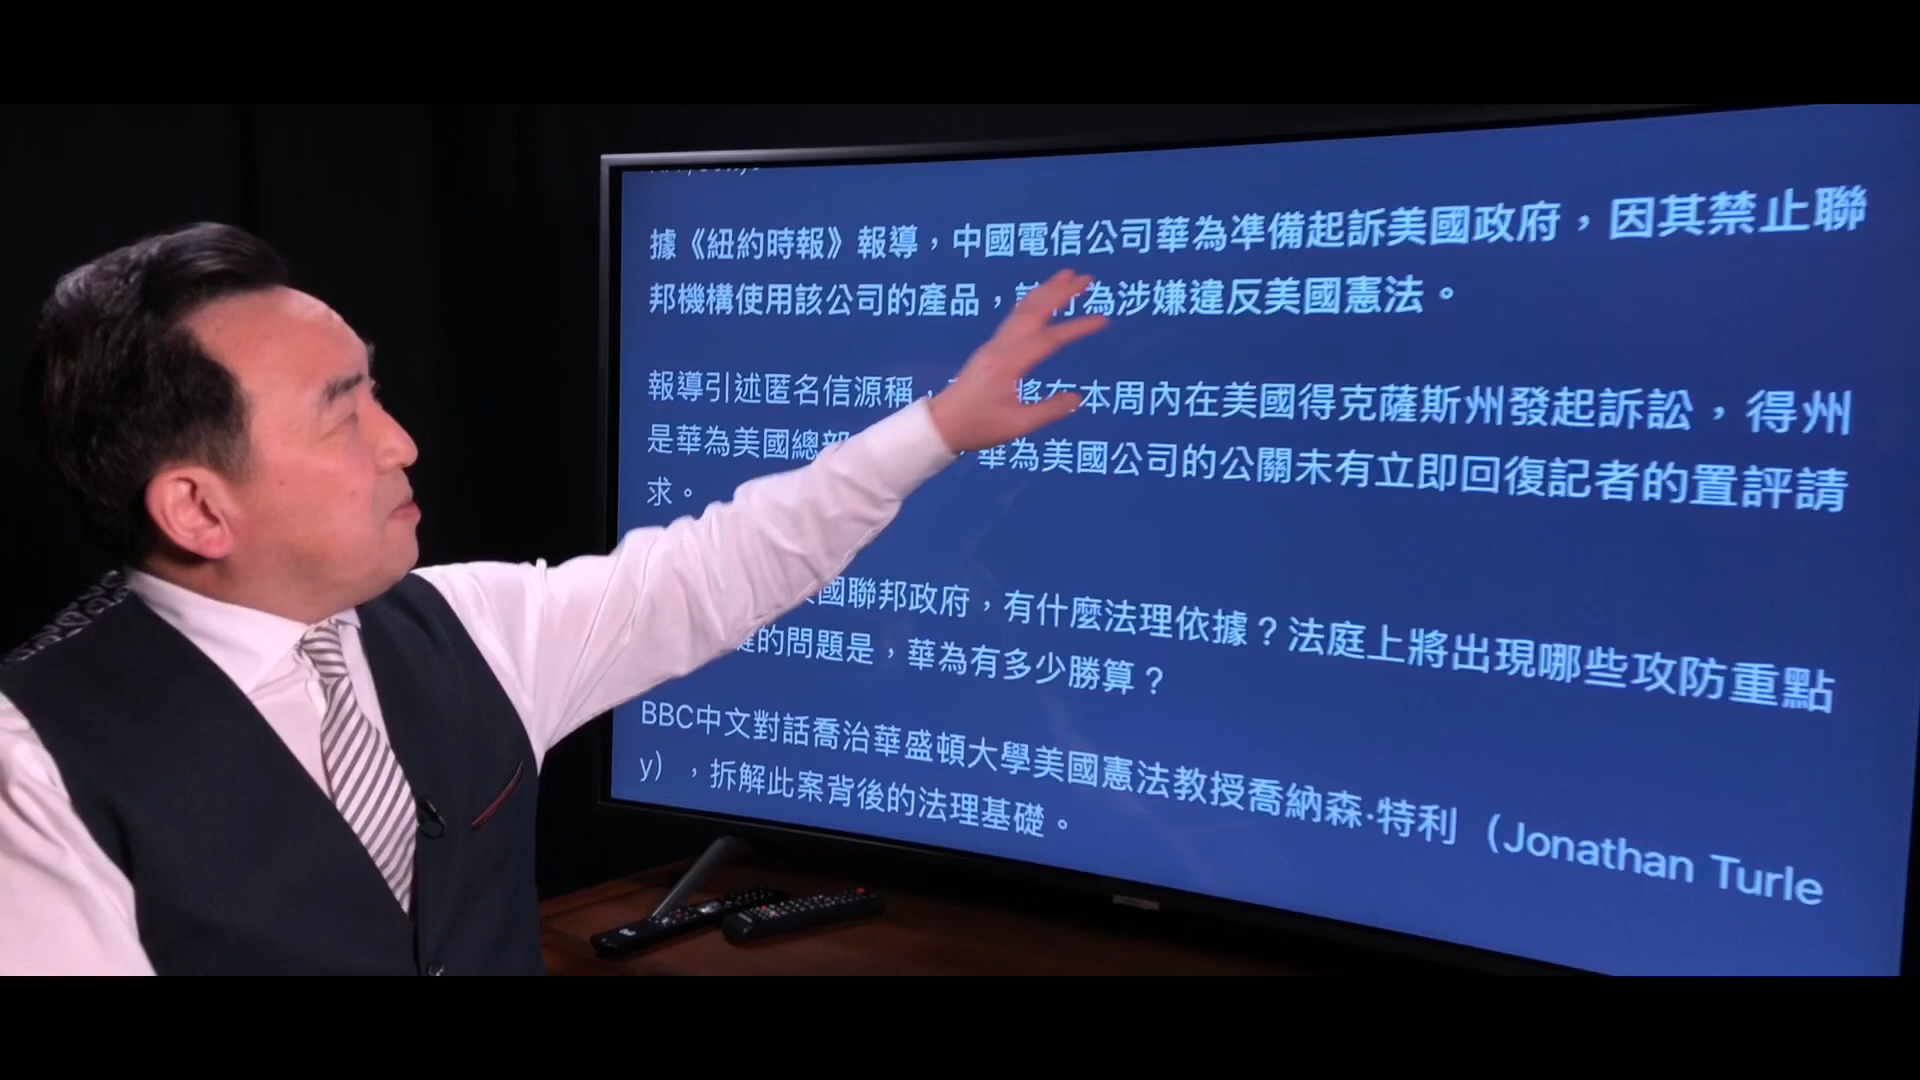 據《紐約時報》報導，中國電信公司華為準備起訴美國政府，因其禁止聯
邦機構使用該公司的產品，行為涉嫌違反美國憲法。
報導引述匿名信源稱，將在本周內在美國得克薩斯州發起訴訟，得州
是華為美國總部，華為美國公司的公關未有立即回復記者的置評請
求。
國聯邦政府，有什麼法理依據？法庭上將出現哪些攻防重點
的問題是，華為有多少勝算？
BBC中文對話喬治華盛頓大學美國憲法教授喬納森·特利（Jonathan Turle
y），拆解此案背後的法理基礎。